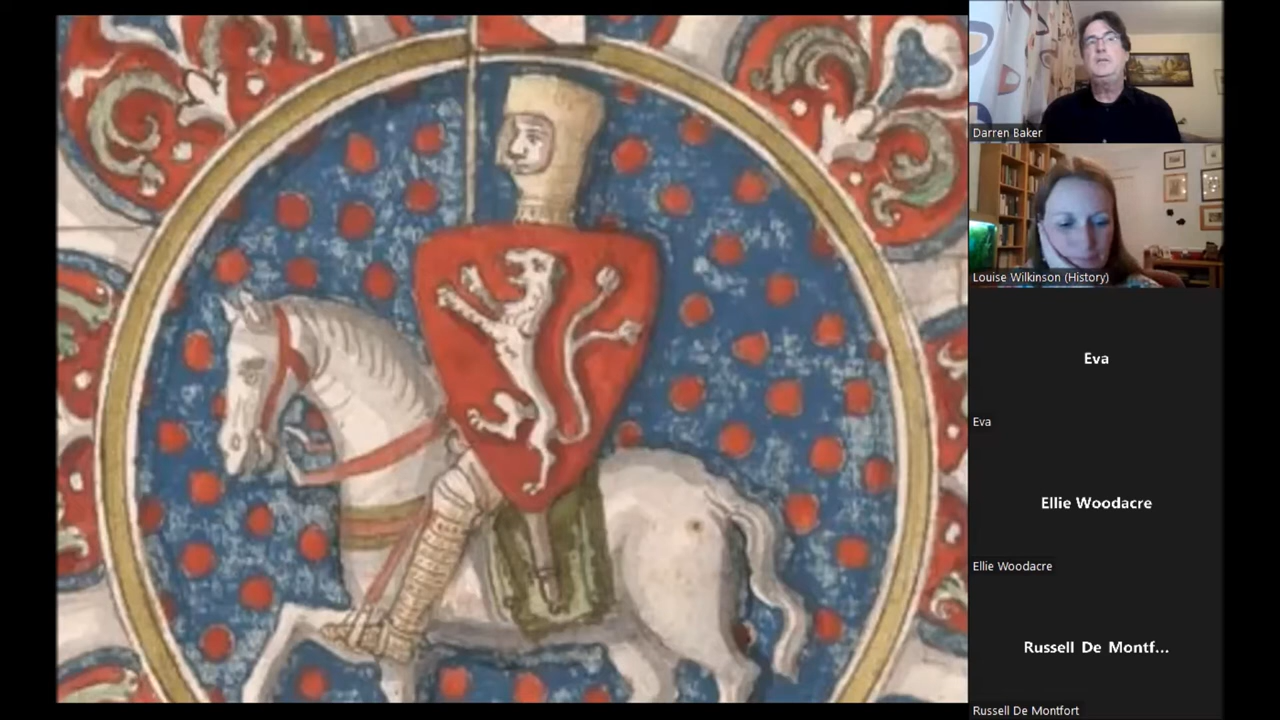 Darren Baker
Louise Wilkinson (History)
Eva
Eva
Ellie Woodacre
Ellie Woodacre
Russell De Montf...
Russell De Montfort